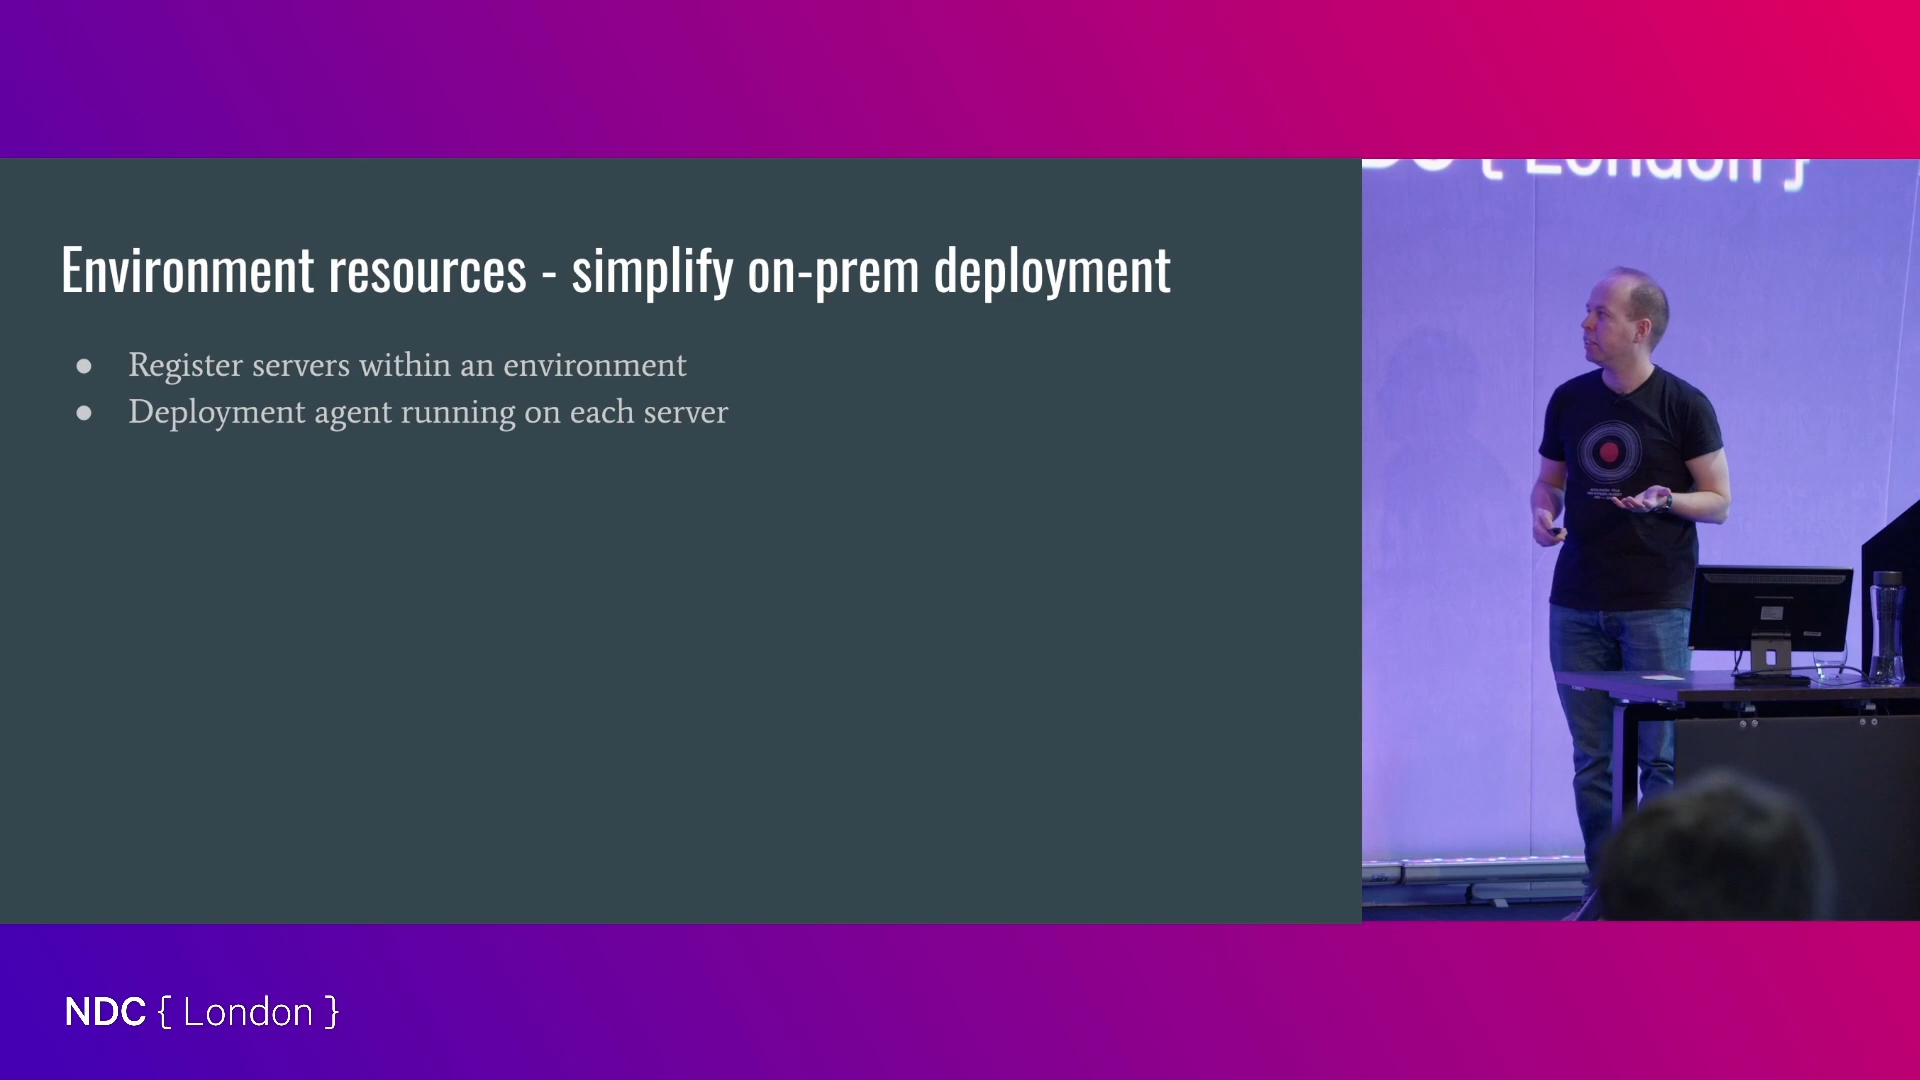 { London }
Environment resources - simplify on-prem deployment
● Register servers within an environment
● Deployment agent running on each server
NDC { London }